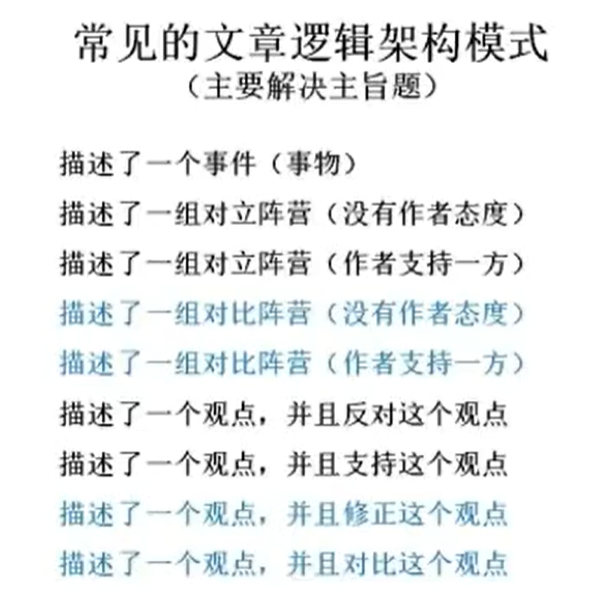 常见的文章逻辑架构模式
（主要解决主旨题）
描述了一个事件（事物）
描述了一组对立阵营（没有作者态度）
描述了一组对立阵营（作者支持一方）
描述了一组对比阵营（没有作者态度）
描述了一组对比阵营（作者支持一方）
描述了一个观点，并且反对这个观点
描述了一个观点，并且支持这个观点
描述了一个观点，并且修正这个观点
描述了一个观点，并且对比这个观点